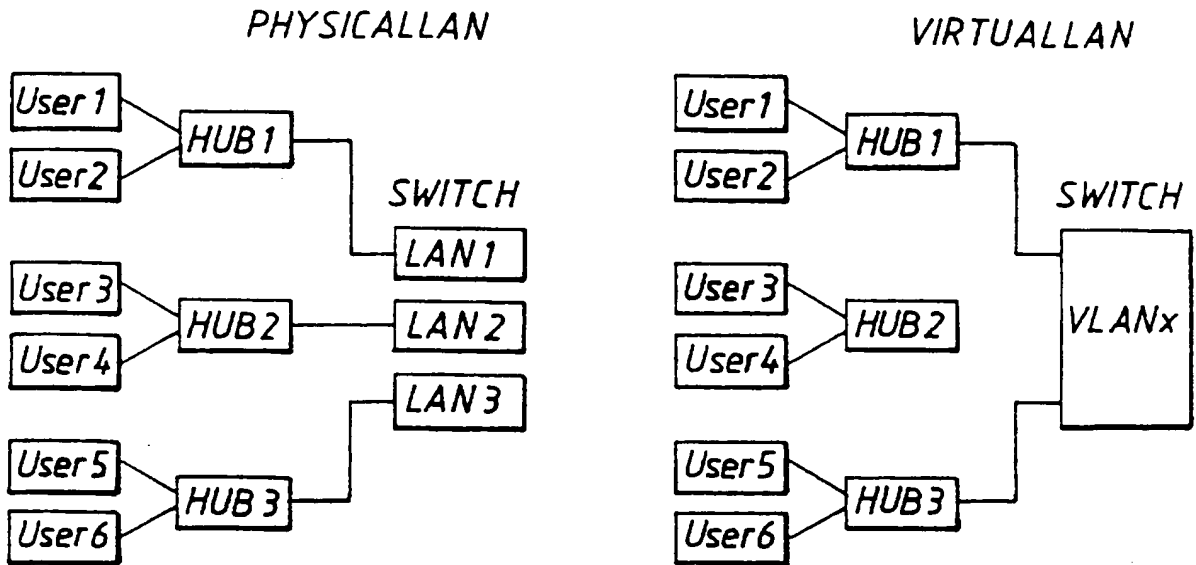 PHYSICALLAN
User1
User2
HUB1
SWITCH
LAN1
User3
User4
HUB2
LAN2
LAN3
User5
User6
HUB3
VIRTUALLAN
User1
User2
HUB1
SWITCH
User3
User4
HUB2
VLANx
User5
User6
HUB3